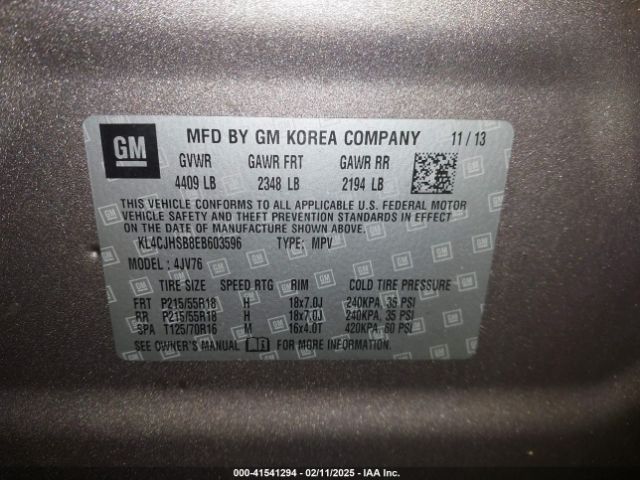 GM MFD BY GM KOREA COMPANY 11 / 13
GVWR GAWR FRT GAWR RR
4409 LB 2348 LB 2194 LB
THIS VEHICLE CONFORMS TO ALL APPLICABLE U.S. FEDERAL MOTOR
VEHICLE SAFETY AND THEFT PREVENTION STANDARDS IN EFFECT
ON THE DATE OF MANUFACTURE SHOWN ABOVE.
KL4CJHSB8EB603596 TYPE: MPV
MODEL: 4JV76
TIRE SIZE SPEED RTG RIM COLD TIRE PRESSURE
FRT P215/55R18 H 18x7.0J 240KPA, 35 PSI
RR P215/55R18 H 18x7.0J 240KPA, 35 PSI
SPA T125/70R16 M 16x4.0T 420KPA, 60 PSI
SEE OWNER'S MANUAL FOR MORE INFORMATION.
000-41541294 - 02/11/2025 - IAA Inc.